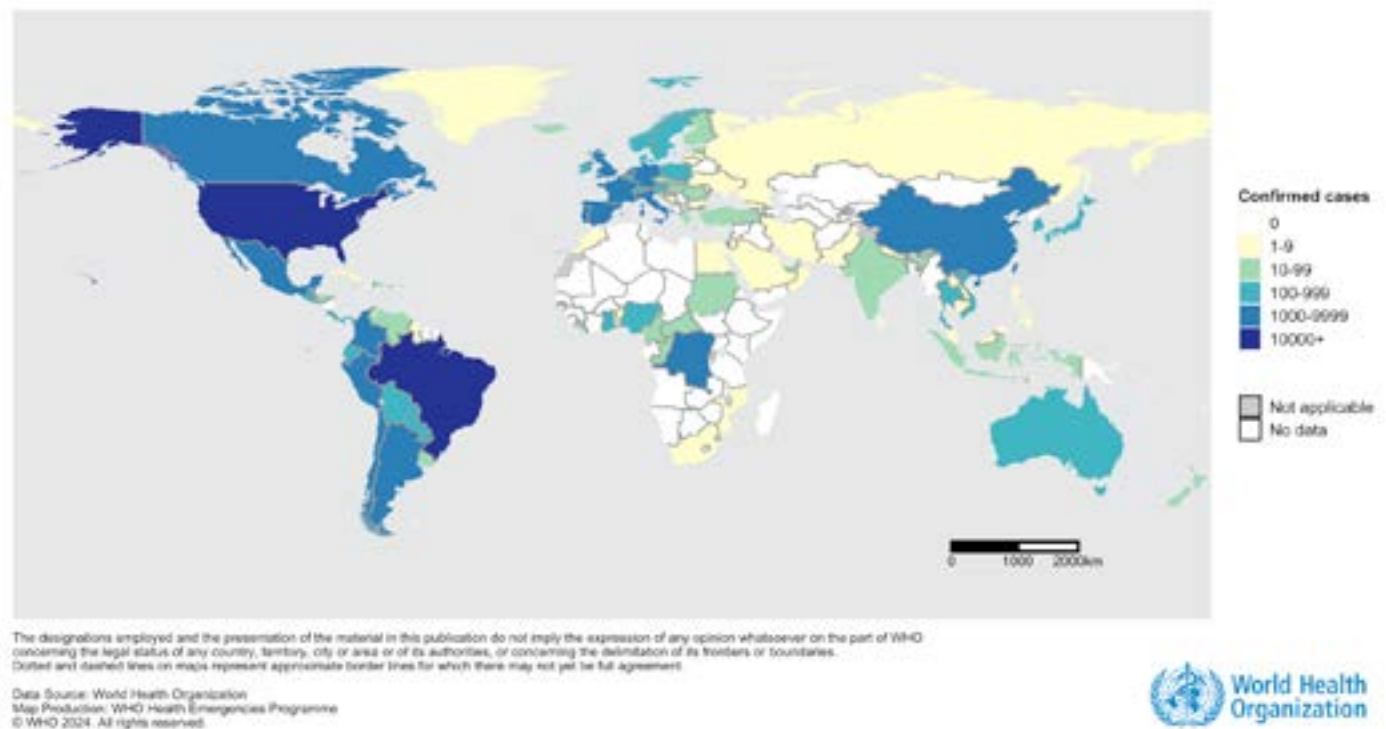 Confirmed cases
0
1-9
10-99
100-999
1000-9999
10000+
Not applicable
No data
0 1000 2000km
The designations employed and the presentation of the material in this publication do not imply the expression of any opinion whatsoever on the part of WHO
concerning the legal status of any country, territory, city or area or of its authorities, or concerning the delimitation of its frontiers or boundaries.
Dotted and dashed lines on maps represent approximate border lines for which there may not yet be full agreement.
Data Source: World Health Organization
Map Production: WHO Health Emergencies Programme
© WHO 2024. All rights reserved.
World Health
Organization